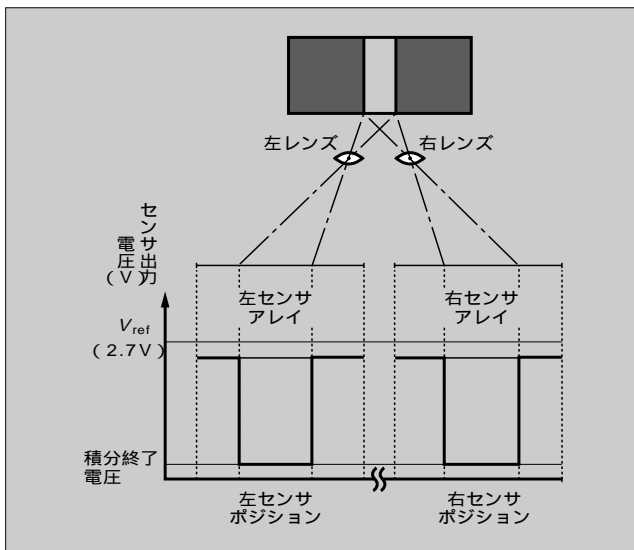 左レンズ
右レンズ
センサ出力
電圧
(V)
左センサ
アレイ
右センサ
アレイ
Vref
(2.7V)
積分終了
電圧
左センサ
ポジション
右センサ
ポジション